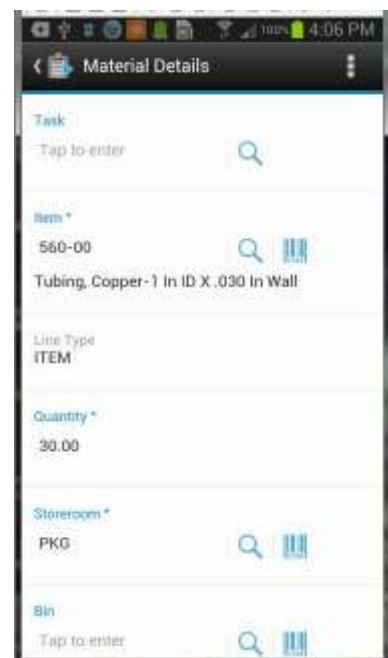 100% 4:06 PM
Material Details
Task
Tap to enter
Item *
560-00
Tubing, Copper-1 In ID X .030 In Wall
Line Type
ITEM
Quantity *
30.00
Storeroom *
PKG
Bin
Tap to enter